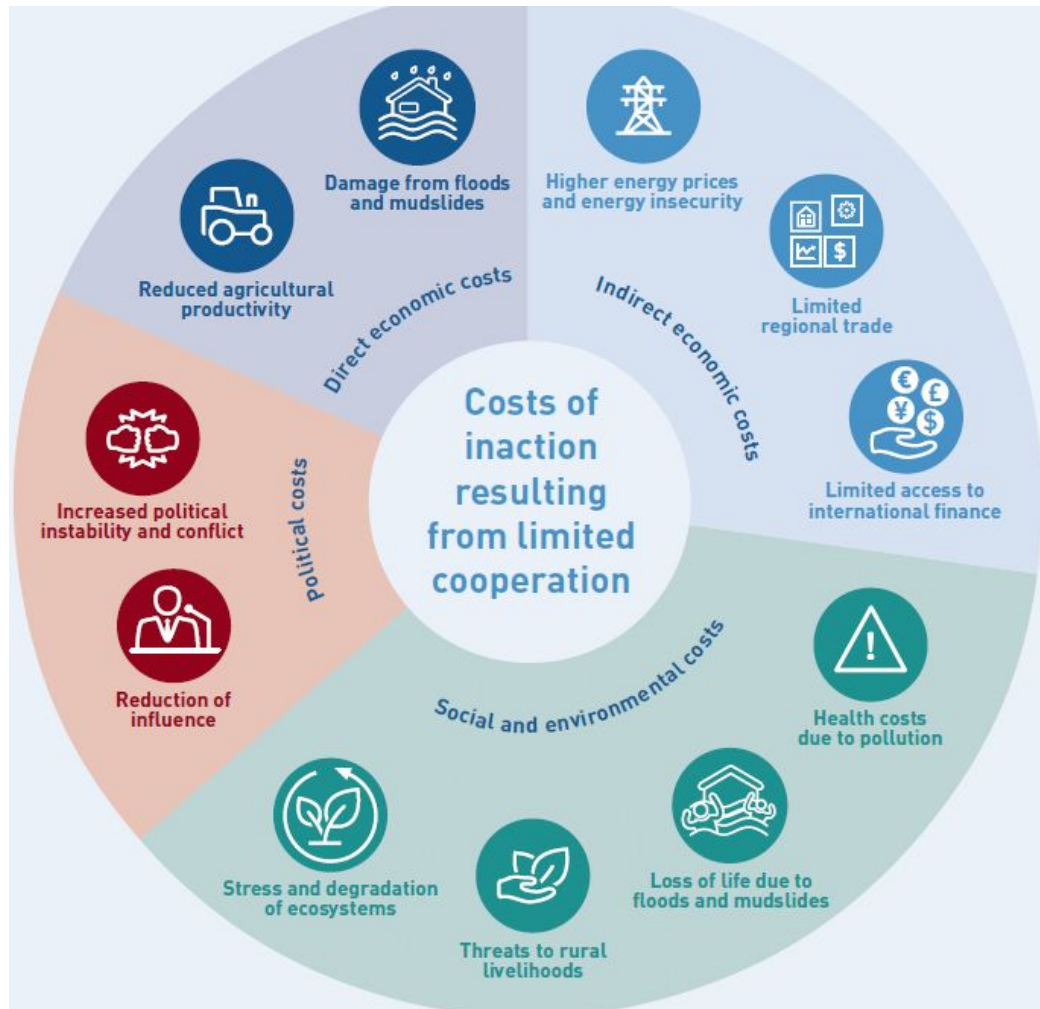 Costs of
inaction
resulting
from limited
cooperation
Direct economic costs
Damage from floods
and mudslides
Reduced agricultural
productivity
Indirect economic costs
Higher energy prices
and energy insecurity
$
Limited
regional trade
€
£
¥
$
Limited access to
international finance
Social and environmental costs
!
Health costs
due to pollution
Loss of life due to
floods and mudslides
Threats to rural
livelihoods
Stress and degradation
of ecosystems
Political costs
Increased political
instability and conflict
Reduction of
influence